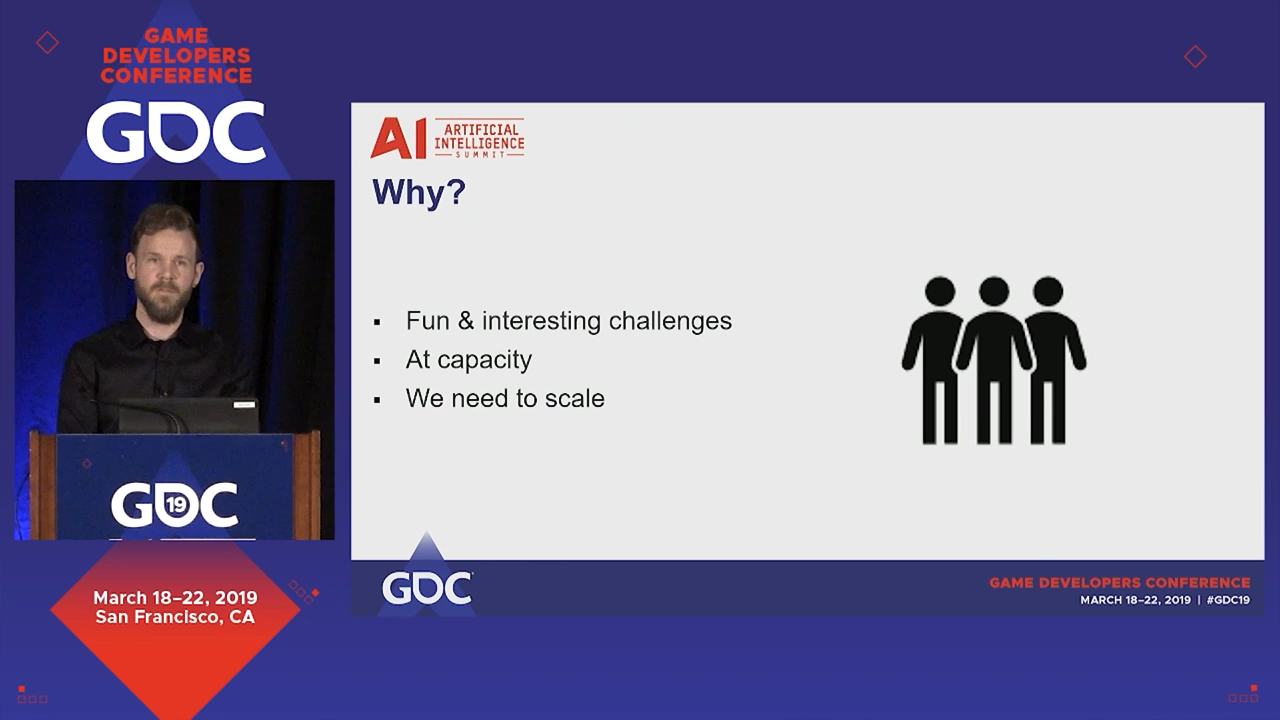 GAME
DEVELOPERS
CONFERENCE
GDC
AI ARTIFICIAL
INTELLIGENCE
SUMMIT
Why?
▪ Fun & interesting challenges
▪ At capacity
▪ We need to scale
GDC
19
March 18–22, 2019
San Francisco, CA
GDC
GAME DEVELOPERS CONFERENCE
MARCH 18–22, 2019 | #GDC19